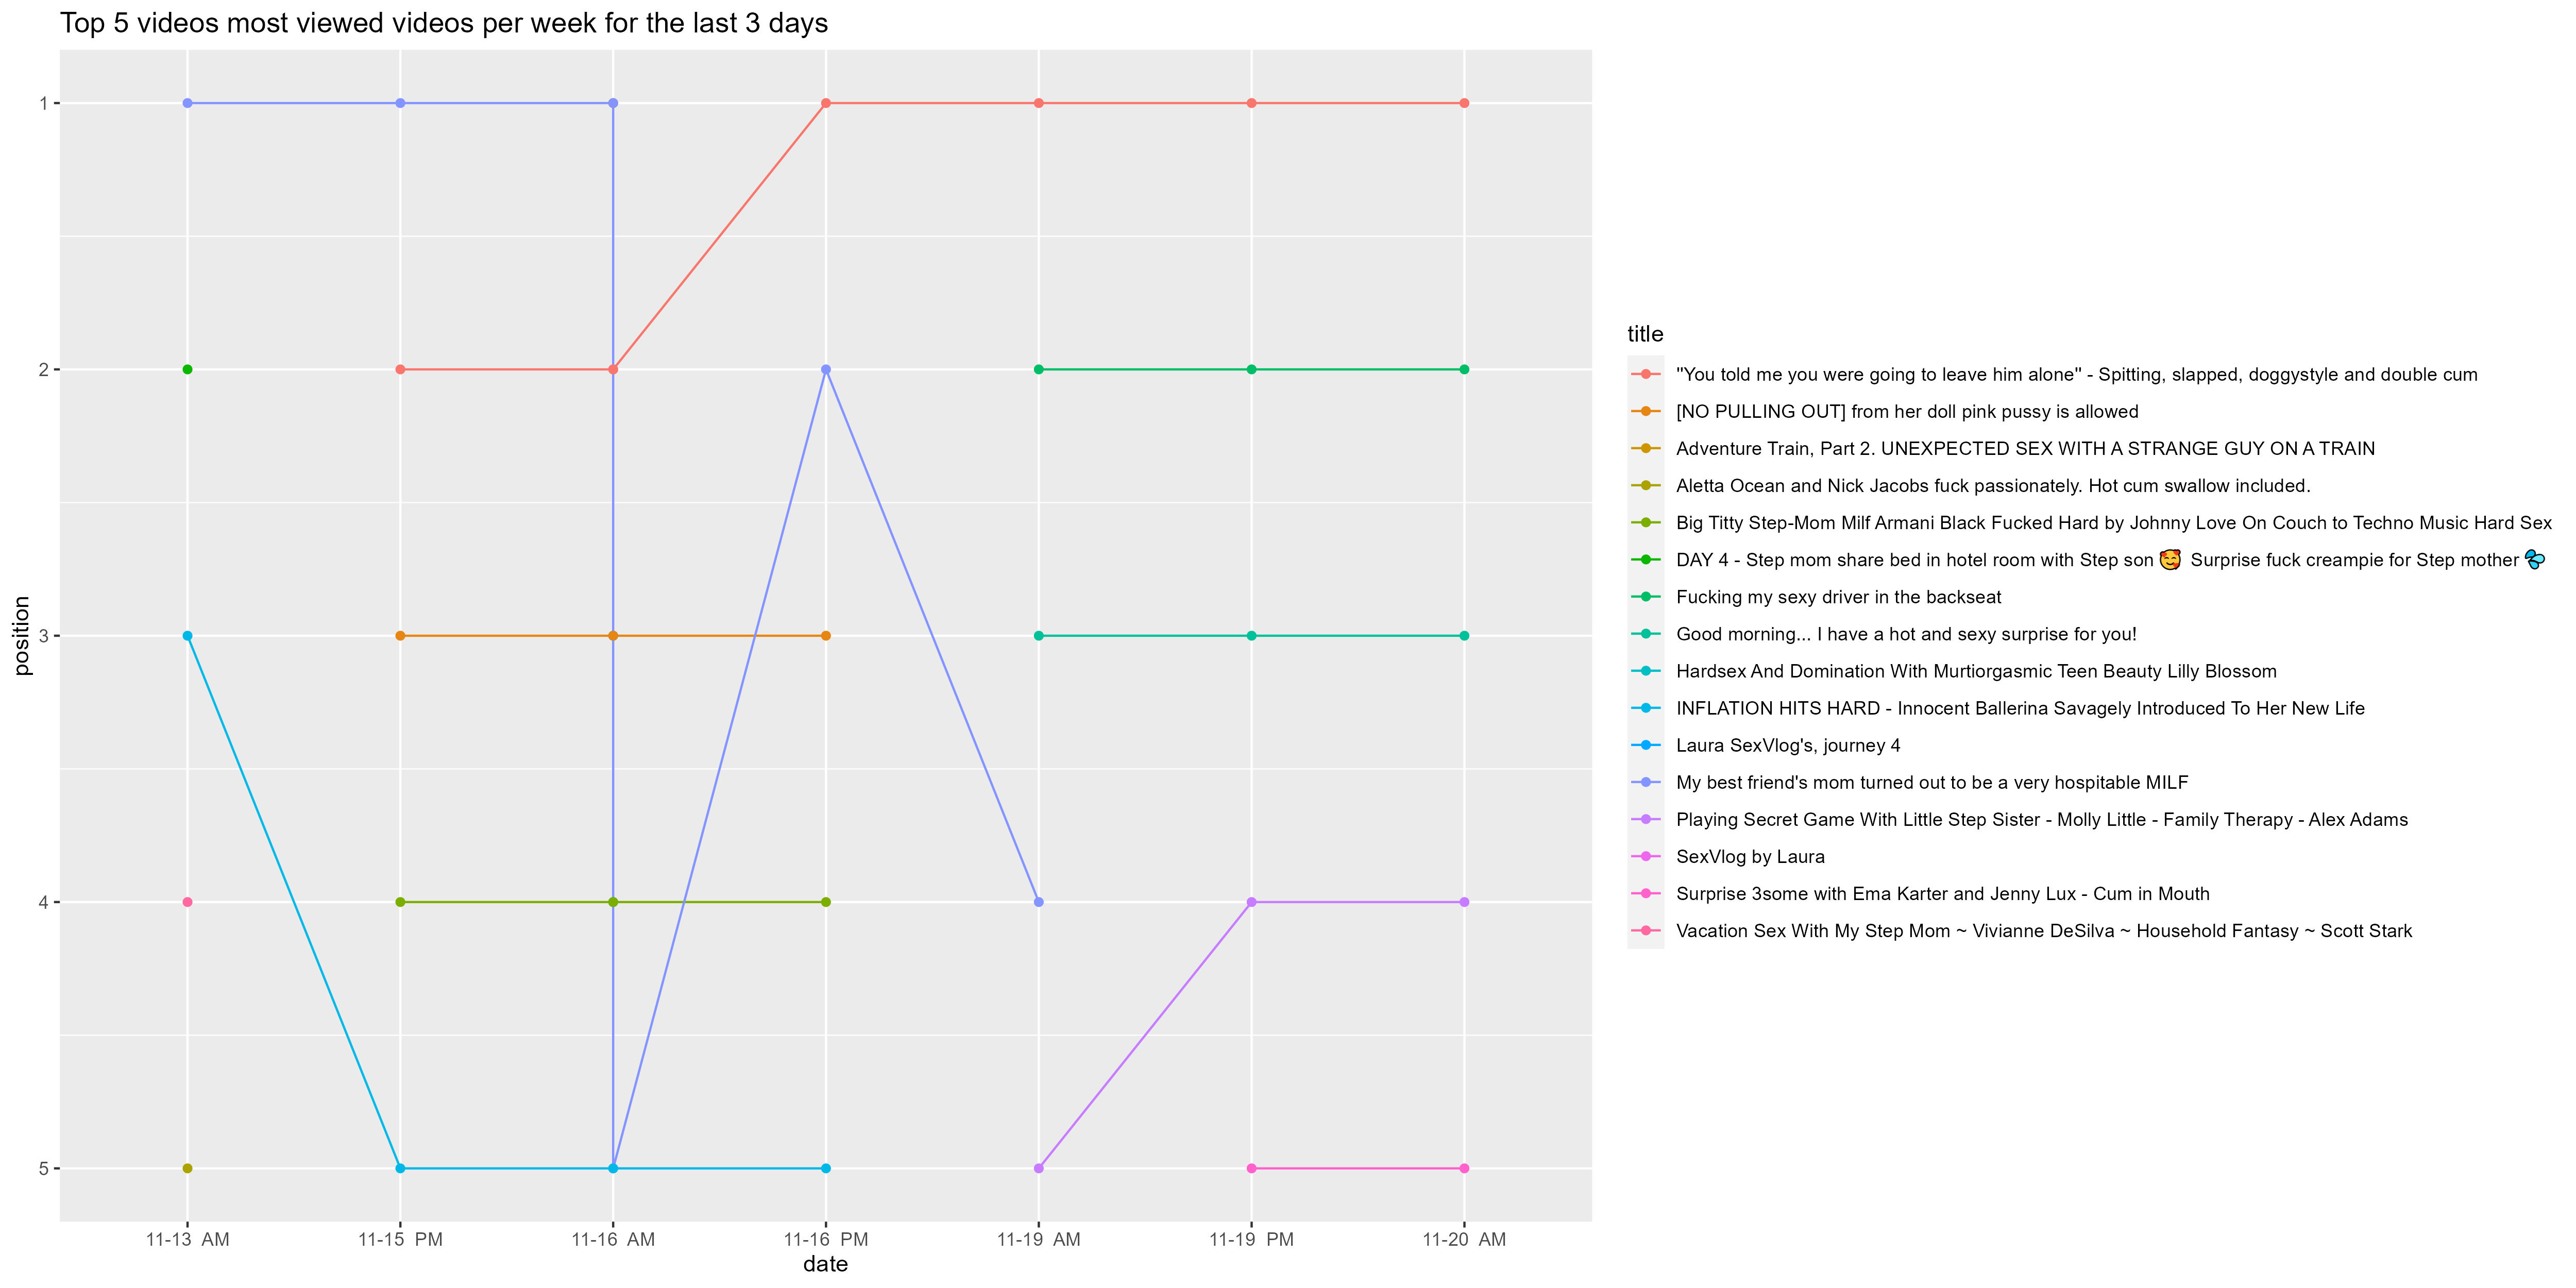 Top 5 videos most viewed videos per week for the last 3 days
position
1
2
3
4
5
11-13 AM
11-15 PM
11-16 AM
11-16 PM
11-19 AM
11-19 PM
11-20 AM
date
title
"You told me you were going to leave him alone" - Spitting, slapped, doggystyle and double cum
[NO PULLING OUT] from her doll pink pussy is allowed
Adventure Train, Part 2. UNEXPECTED SEX WITH A STRANGE GUY ON A TRAIN
Aletta Ocean and Nick Jacobs fuck passionately. Hot cum swallow included.
Big Titty Step-Mom Milf Armani Black Fucked Hard by Johnny Love On Couch to Techno Music Hard Sex
DAY 4 - Step mom share bed in hotel room with Step son 🥰 Surprise fuck creampie for Step mother 💦
Fucking my sexy driver in the backseat
Good morning... I have a hot and sexy surprise for you!
Hardsex And Domination With Murtiorgasmic Teen Beauty Lilly Blossom
INFLATION HITS HARD - Innocent Ballerina Savagely Introduced To Her New Life
Laura SexVlog's, journey 4
My best friend's mom turned out to be a very hospitable MILF
Playing Secret Game With Little Step Sister - Molly Little - Family Therapy - Alex Adams
SexVlog by Laura
Surprise 3some with Ema Karter and Jenny Lux - Cum in Mouth
Vacation Sex With My Step Mom ~ Vivianne DeSilva ~ Household Fantasy ~ Scott Stark